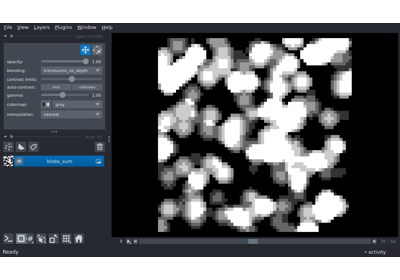 File View Layers Plugins Window Help
opacity: 1.00
blending: translucent_no_depth
contrast limits:
auto-contrast: once continuous
gamma: 1.00
colormap: gray
interpolation: nearest
blobs_sum
Ready
activity